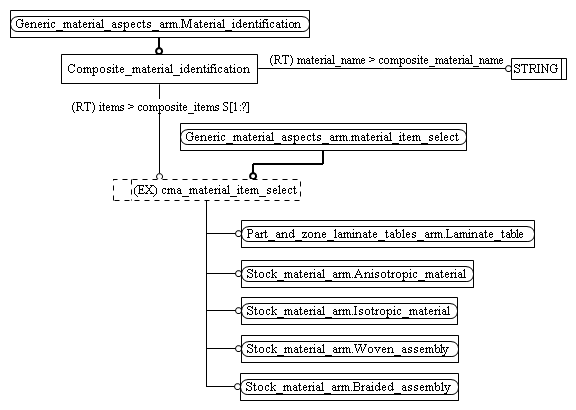 Generic_material_aspects_arm.Material_identification
(RT) material_name > composite_material_name
Composite_material_identification
STRING
(RT) items > composite_items S[1:?]
Generic_material_aspects_arm.material_item_select
(EX) cma_material_item_select
Part_and_zone_laminate_tables_arm.Laminate_table
Stock_material_arm.Anisotropic_material
Stock_material_arm.Isotropic_material
Stock_material_arm.Woven_assembly
Stock_material_arm.Braided_assembly